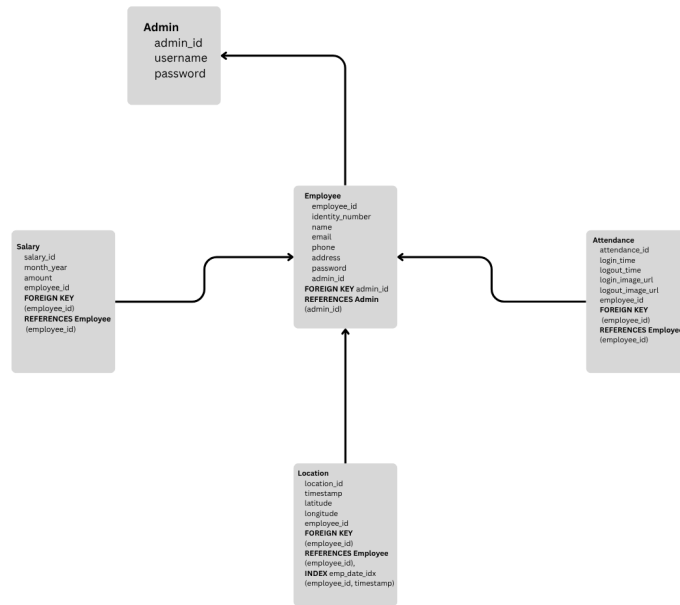 Admin
admin_id
username
password
Employee
employee_id
identity_number
name
email
phone
address
password
admin_id
FOREIGN KEY admin_id
REFERENCES Admin
(admin_id)
Salary
salary_id
month_year
amount
employee_id
FOREIGN KEY
(employee_id)
REFERENCES Employee
(employee_id)
Attendance
attendance_id
login_time
logout_time
login_image_url
logout_image_url
employee_id
FOREIGN KEY
(employee_id)
REFERENCES Employee
(employee_id)
Location
location_id
timestamp
latitude
longitude
employee_id
FOREIGN KEY
(employee_id)
REFERENCES Employee
(employee_id),
INDEX emp_date_idx
(employee_id, timestamp)